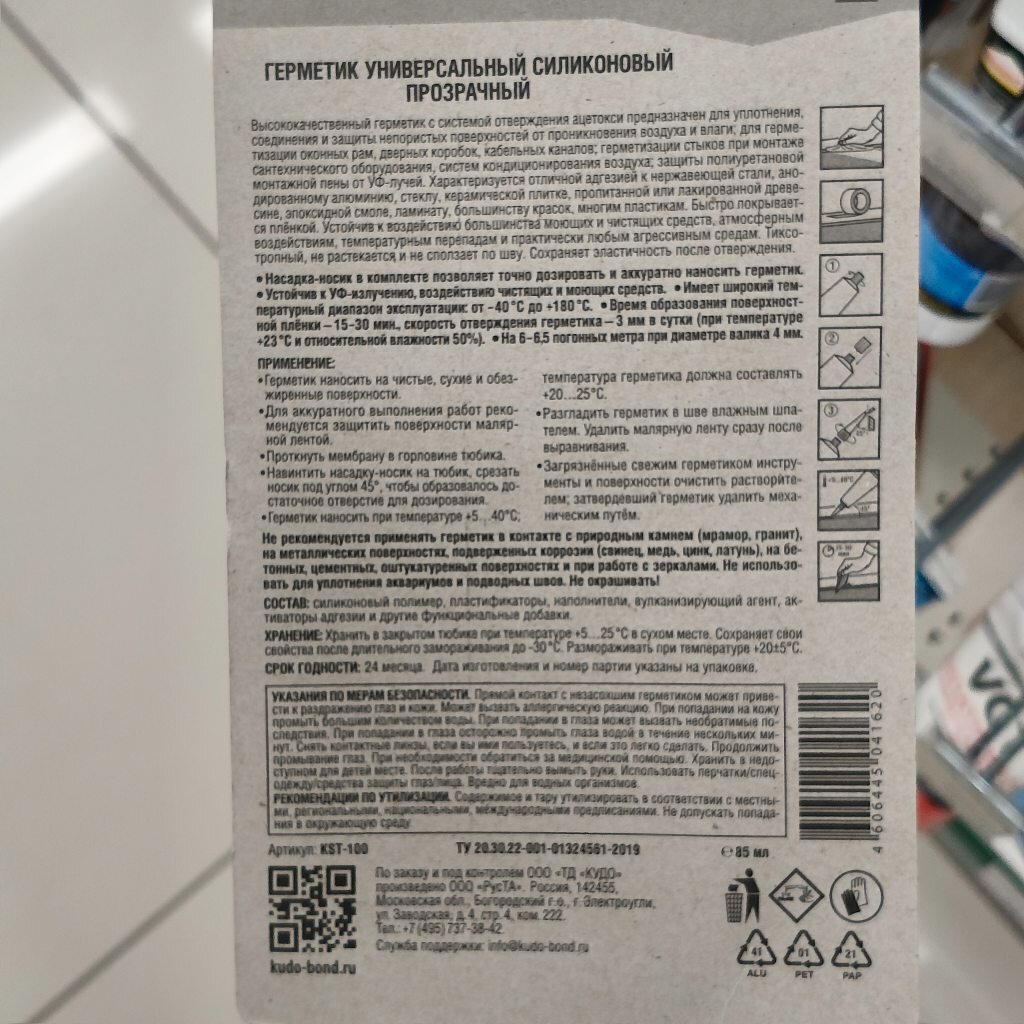 ГЕРМЕТИК УНИВЕРСАЛЬНЫЙ СИЛИКОНОВЫЙ
ПРОЗРАЧНЫЙ
Высококачественный герметик с системой отверждения ацетокси предназначен для уплотнения,
соединения и защиты непористых поверхностей от проникновения воздуха и влаги; для герме-
тизации оконных рам, дверных коробок, кабельных каналов; герметизации стыков при монтаже
сантехнического оборудования, систем кондиционирования воздуха; защиты полиуретановой
монтажной пены от УФ-лучей. Характеризуется отличной адгезией к нержавеющей стали, ано-
дированному алюминию, стеклу, керамической плитке, пропитанной или лакированной древе-
сине, эпоксидной смоле, ламинату, большинству красок, многим пластикам. Быстро покрывает-
ся плёнкой. Устойчив к воздействию большинства моющих и чистящих средств, атмосферным
воздействиям, температурным перепадам и практически любым агрессивным средам. Тиксо-
тропный, не растекается и не сползает по шву. Сохраняет эластичность после отверждения.
•Насадка-носик в комплекте позволяет точно дозировать и аккуратно наносить герметик.
•Устойчив к УФ-излучению, воздействию чистящих и моющих средств. •Имеет широкий тем-
пературный диапазон эксплуатации: от −40°С до +180°С. •Время образования поверхност-
ной плёнки – 15-30 мин., скорость отверждения герметика – 3 мм в сутки (при температуре
+23°С и относительной влажности 50%). •На 6-6,5 погонных метра при диаметре валика 4 мм.
ПРИМЕНЕНИЕ:
•Герметик наносить на чистые, сухие и обез-
жиренные поверхности.
•Для аккуратного выполнения работ реко-
мендуется защитить поверхности маляр-
ной лентой.
•Проткнуть мембрану в горловине тюбика.
•Навинтить насадку-носик на тюбик, срезать
носик под углом 45°, чтобы образовалось до-
статочное отверстие для дозирования.
•Герметик наносить при температуре +5...40°С;
температура герметика должна составлять
+20...25°С.
•Разгладить герметик в шве влажным шпа-
телем. Удалить малярную ленту сразу после
выравнивания.
•Загрязнённые свежим герметиком инстру-
менты и поверхности очистить растворите-
лем; затвердевший герметик удалить меха-
ническим путём.
Не рекомендуется применять герметик в контакте с природным камнем (мрамор, гранит),
на металлических поверхностях, подверженных коррозии (свинец, медь, цинк, латунь), на бе-
тонных, цементных, оштукатуренных поверхностях и при работе с зеркалами. Не использо-
вать для уплотнения аквариумов и подводных швов. Не окрашивать!
СОСТАВ: силиконовый полимер, пластификаторы, наполнители, вулканизирующий агент, ак-
тиваторы адгезии и другие функциональные добавки.
ХРАНЕНИЕ: Хранить в закрытом тюбике при температуре +5...25°С в сухом месте. Сохраняет свои
свойства после длительного замораживания до -30°С. Размораживать при температуре +20±5°С.
СРОК ГОДНОСТИ: 24 месяца. Дата изготовления и номер партии указаны на упаковке.
УКАЗАНИЯ ПО МЕРАМ БЕЗОПАСНОСТИ. Прямой контакт с незасохшим герметиком может приве-
сти к раздражению глаз и кожи. Может вызвать аллергическую реакцию. При попадании на кожу
промыть большим количеством воды. При попадании в глаза может вызвать необратимые по-
следствия. При попадании в глаза осторожно промыть глаза водой в течение нескольких ми-
нут. Снять контактные линзы, если вы ими пользуетесь, и если это легко сделать. Продолжить
промывание глаз. При необходимости обратиться за медицинской помощью. Хранить в недо-
ступном для детей месте. После работы тщательно вымыть руки. Использовать перчатки/спец-
одежду/средства защиты глаз/лица. Вредно для водных организмов.
РЕКОМЕНДАЦИИ ПО УТИЛИЗАЦИИ. Содержимое и тару утилизировать в соответствии с местны-
ми, региональными, национальными, международными предписаниями. Не допускать попада-
ния в окружающую среду
Артикул: KST-100
ТУ 20.30.22-001-01324561-2019
℮ 85 мл
По заказу и под контролем ООО «ТД «КУДО»
произведено ООО «РусТА». Россия, 142455,
Московская обл., Богородский г.о., г. Электроугли,
ул. Заводская, д. 4, стр. 4, ком. 222.
Тел.: +7 (495) 737-38-42.
Служба поддержки: info@kudo-bond.ru
kudo-bond.ru
4 606445 041620
1
2
3
45°
41
ALU
01
PET
21
PAP